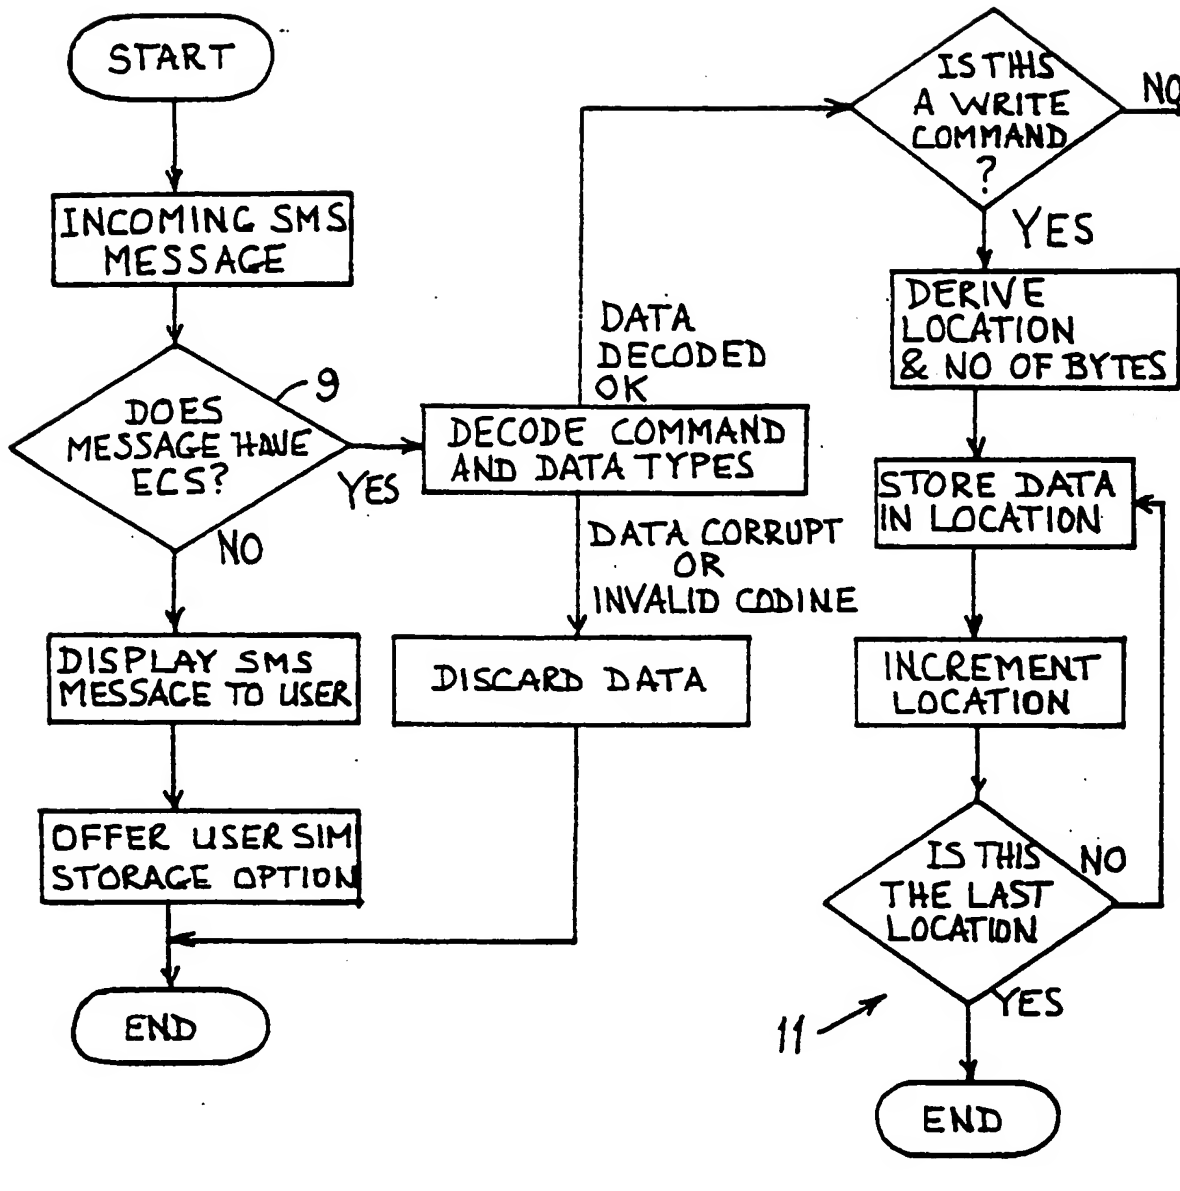 START
INCOMING SMS
MESSAGE
9
DOES
MESSAGE HAVE
ECS?
YES
NO
DISPLAY SMS
MESSAGE TO USER
OFFER USER SIM
STORAGE OPTION
END
DATA
DECODED
OK
DECODE COMMAND
AND DATA TYPES
DATA CORRUPT
OR
INVALID CODINE
DISCARD DATA
IS THIS
A WRITE
COMMAND
?
NO
YES
DERIVE
LOCATION
& NO OF BYTES
STORE DATA
IN LOCATION
INCREMENT
LOCATION
IS THIS
THE LAST
LOCATION
NO
YES
11
END